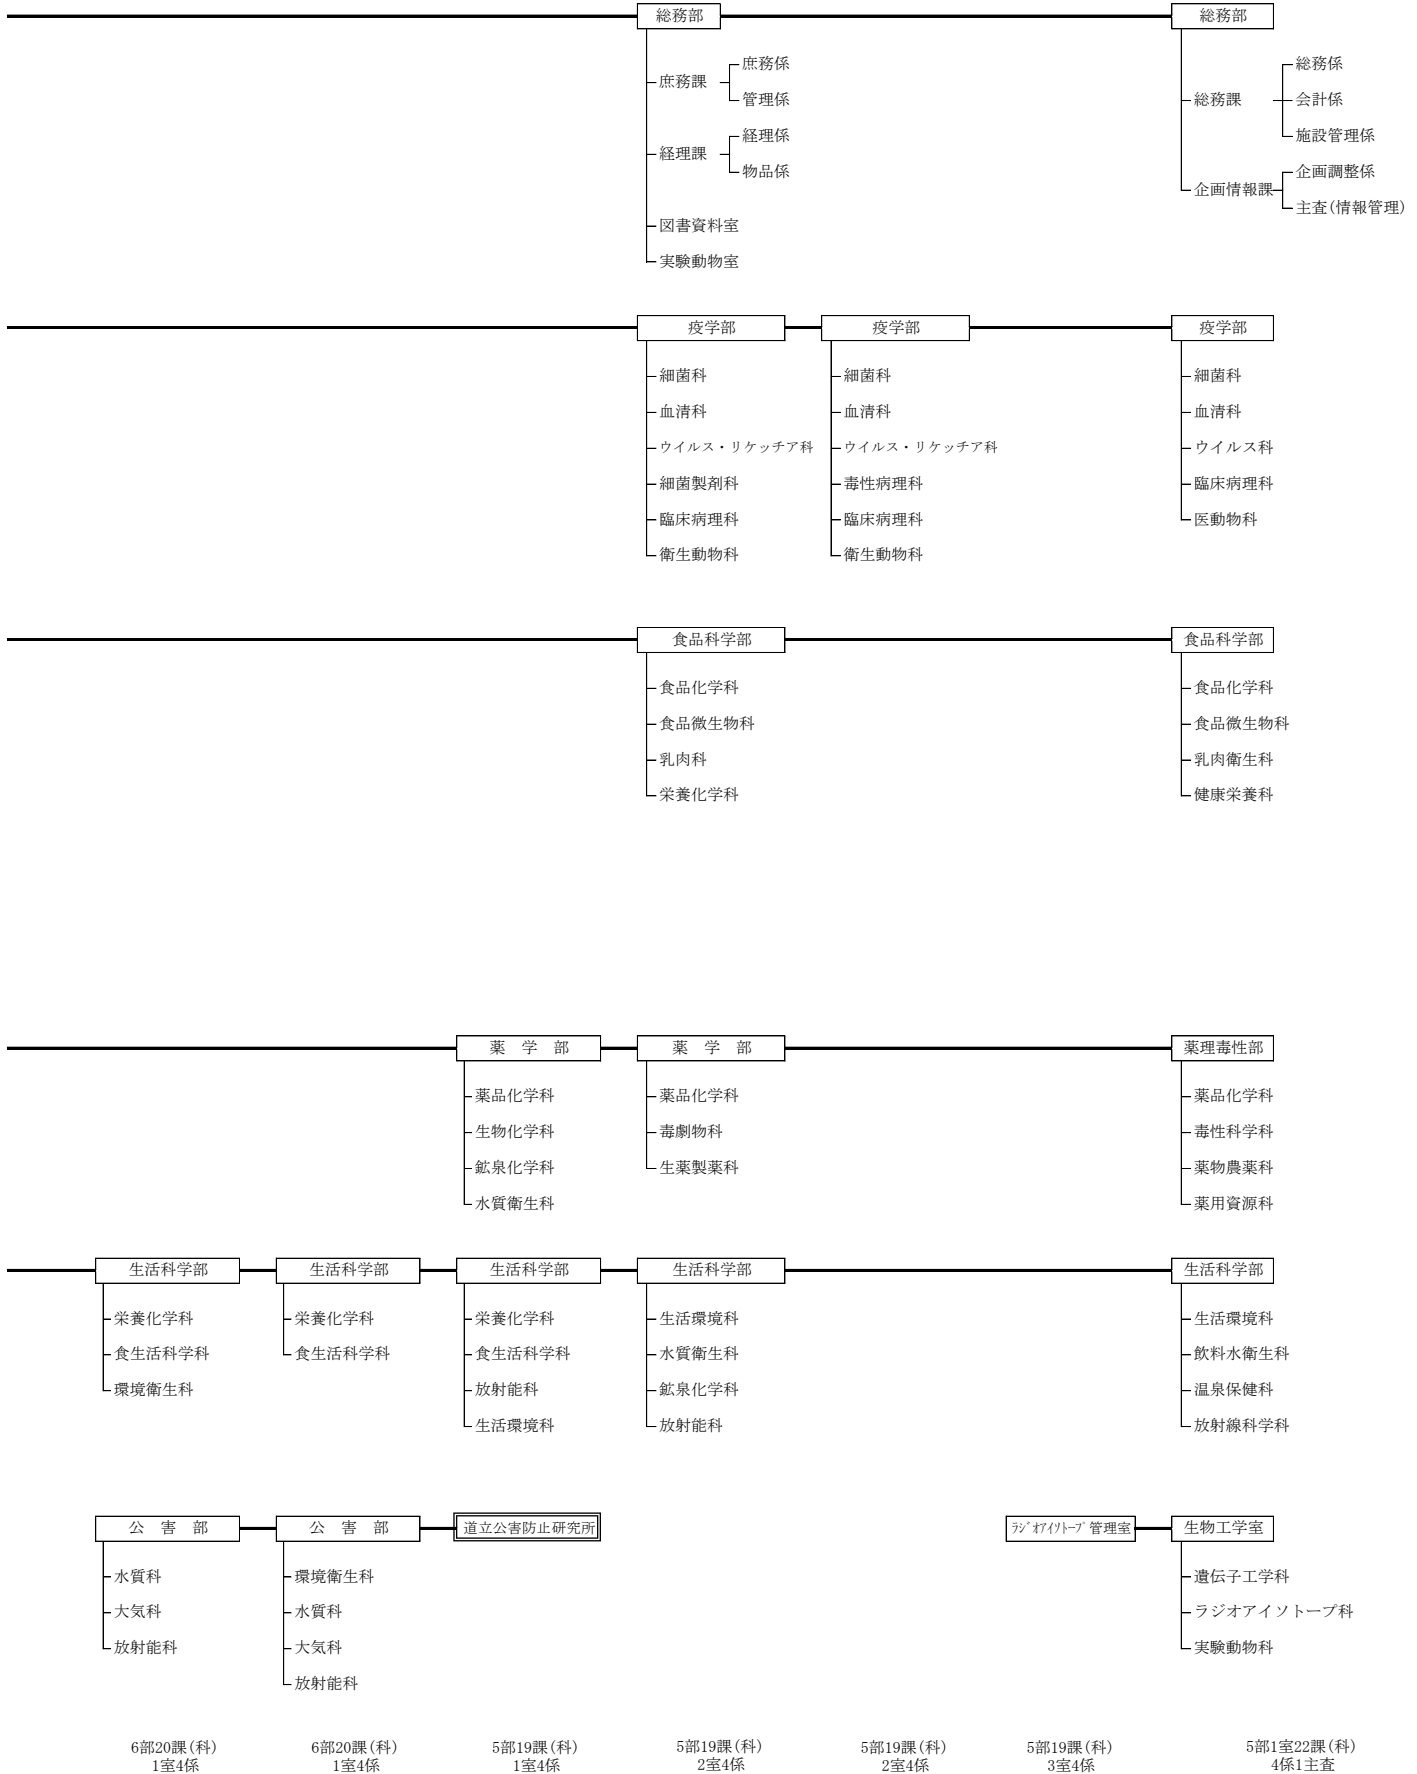 総務部
総務部
庶務課
庶務係
管理係
経理課
経理係
物品係
図書資料室
実験動物室
総務課
総務係
会計係
施設管理係
企画情報課
企画調整係
主査(情報管理)
疫学部
疫学部
疫学部
細菌科
血清科
ウイルス・リケッチア科
細菌製剤科
臨床病理科
衛生動物科
細菌科
血清科
ウイルス・リケッチア科
毒性病理科
臨床病理科
衛生動物科
細菌科
血清科
ウイルス科
臨床病理科
医動物科
食品科学部
食品科学部
食品化学科
食品微生物科
乳肉科
栄養化学科
食品化学科
食品微生物科
乳肉衛生科
健康栄養科
薬 学 部
薬 学 部
薬理毒性部
薬品化学科
生物化学科
鉱泉化学科
水質衛生科
薬品化学科
毒劇物科
生薬製薬科
薬品化学科
毒性科学科
薬物農薬科
薬用資源科
生活科学部
生活科学部
生活科学部
生活科学部
生活科学部
栄養化学科
食生活科学科
環境衛生科
栄養化学科
食生活科学科
栄養化学科
食生活科学科
放射能科
生活環境科
生活環境科
水質衛生科
鉱泉化学科
放射能科
生活環境科
飲料水衛生科
温泉保健科
放射線科学科
公 害 部
公 害 部
道立公害防止研究所
ﾗｼﾞｵｱｲｿﾄｰﾌﾟ管理室
生物工学室
水質科
大気科
放射能科
環境衛生科
水質科
大気科
放射能科
遺伝子工学科
ラジオアイソトープ科
実験動物科
6部20課(科)
1室4係
6部20課(科)
1室4係
5部19課(科)
1室4係
5部19課(科)
2室4係
5部19課(科)
2室4係
5部19課(科)
3室4係
5部1室22課(科)
4係1主査